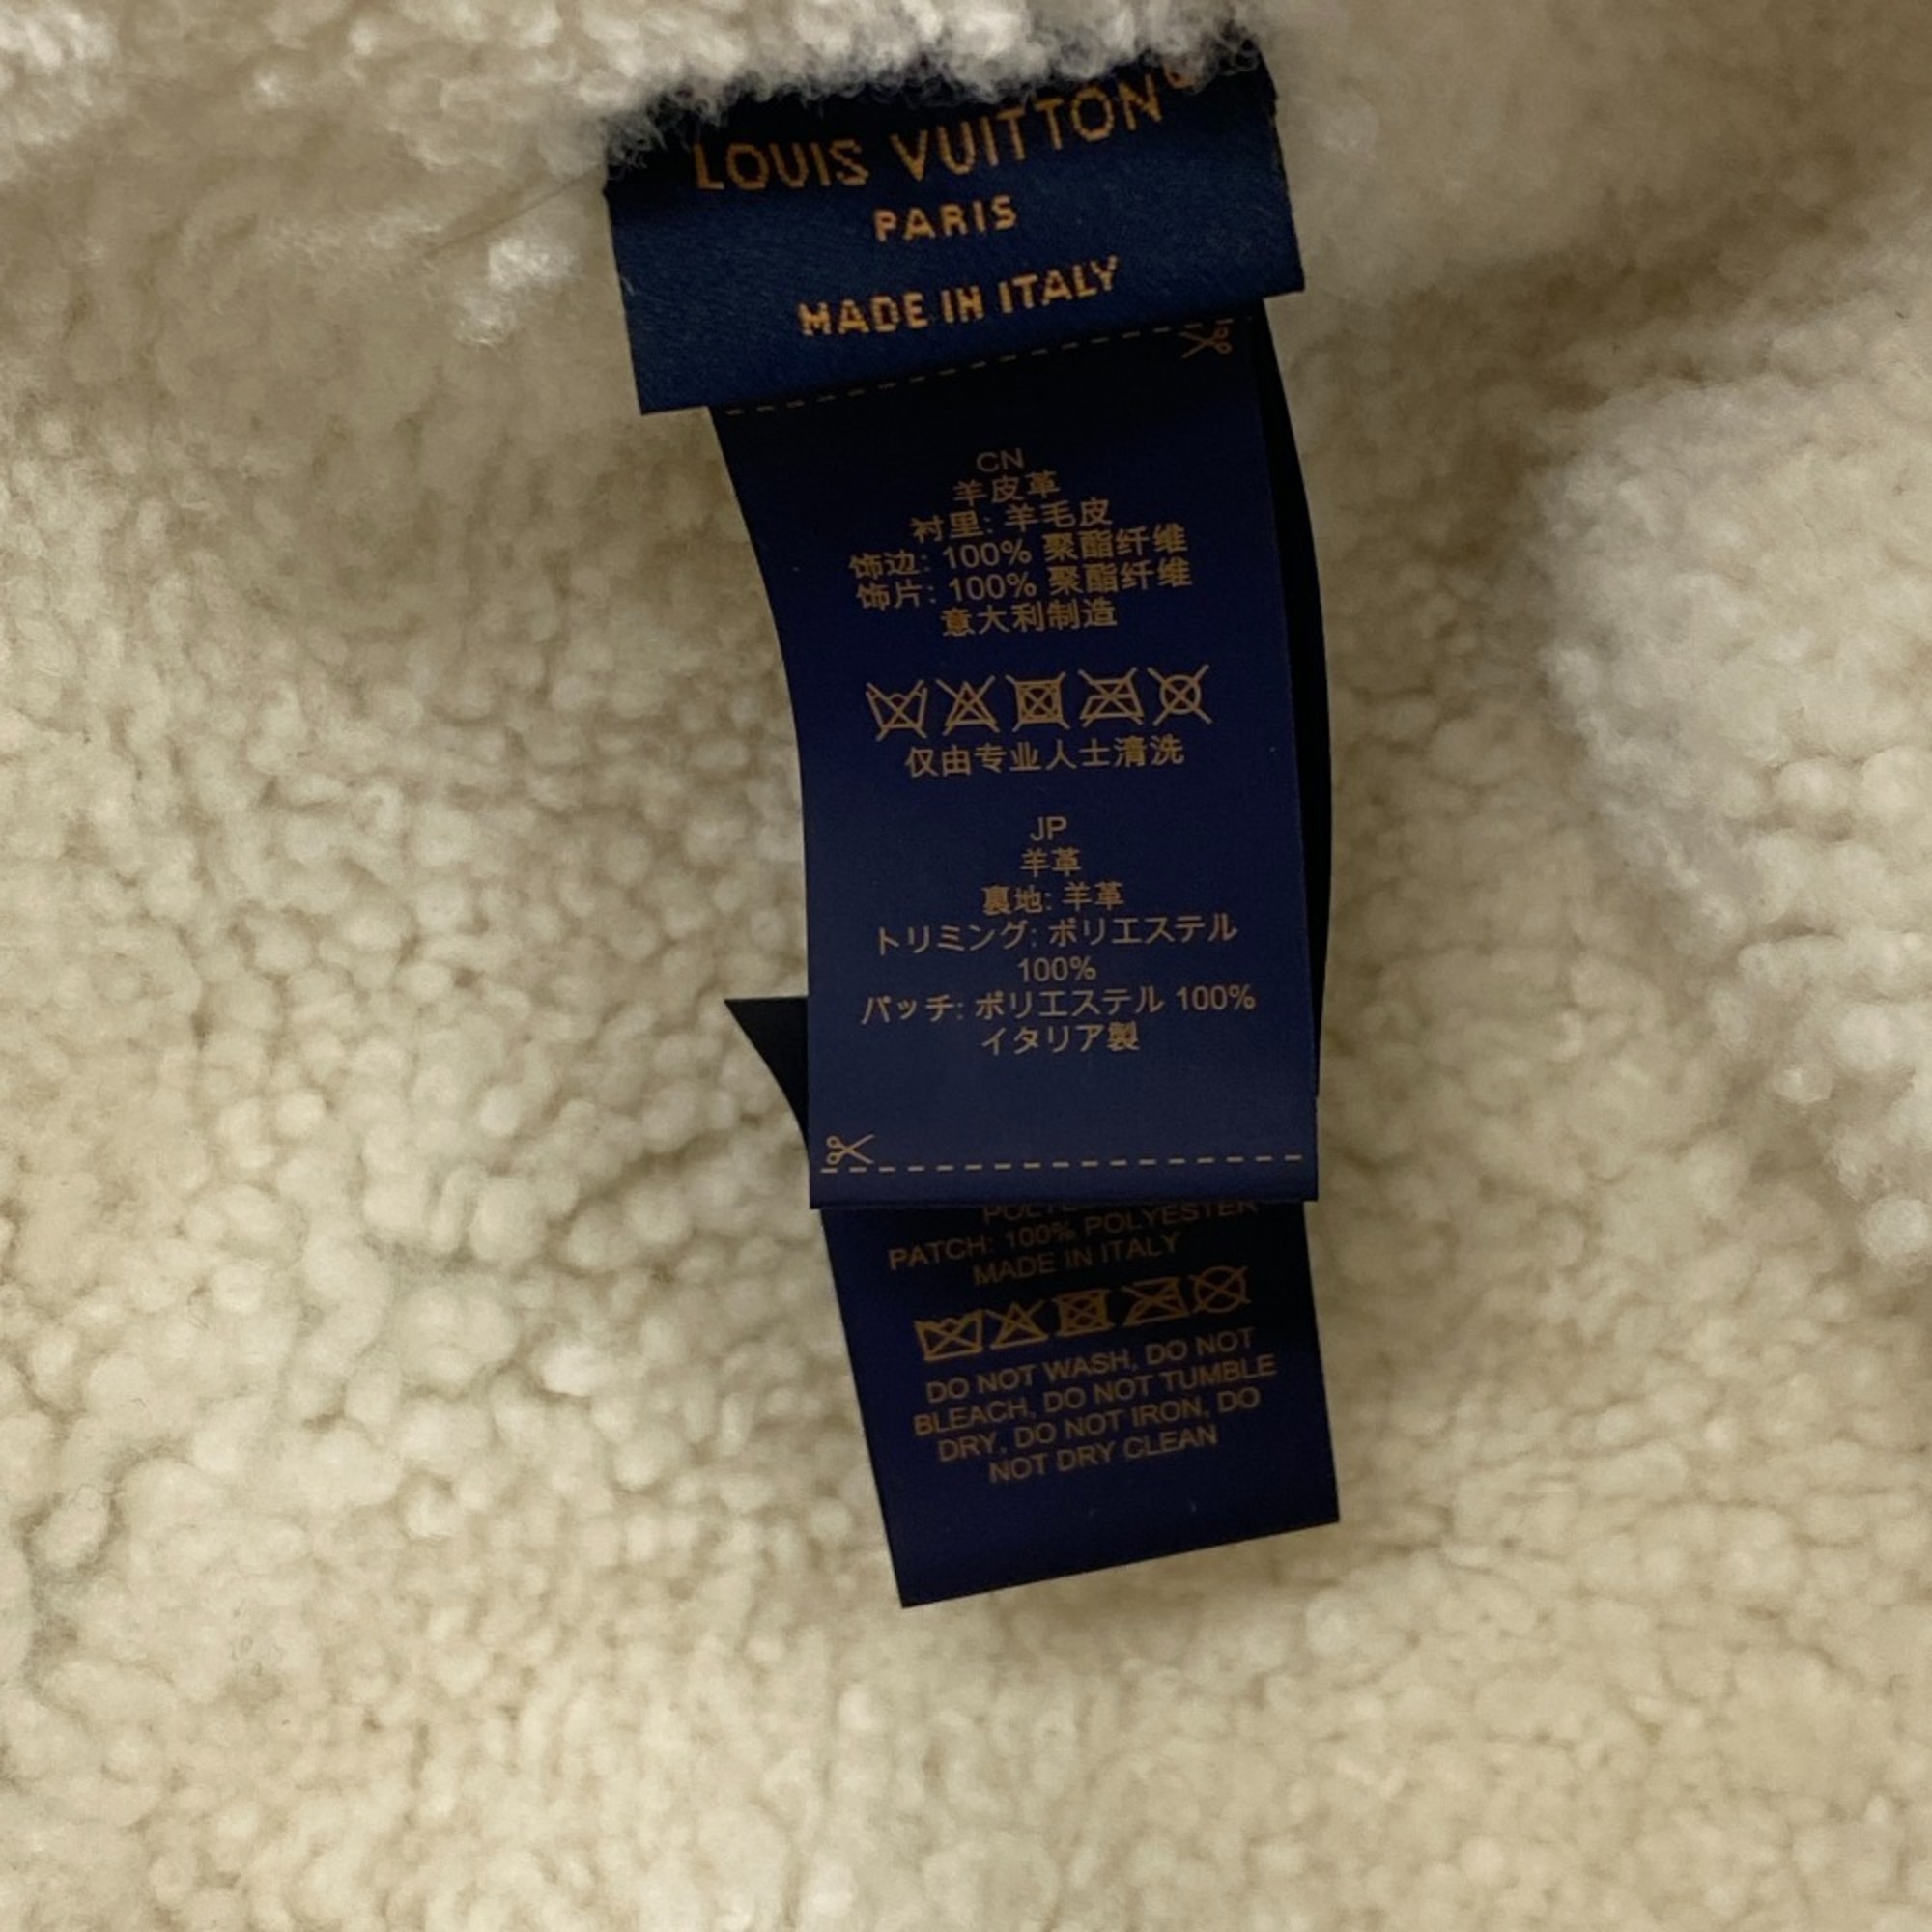 LOUIS VUITTON
PARIS
MADE IN ITALY
CN
羊皮革
衬里: 羊毛皮
饰边: 100% 聚酯纤维
饰片: 100% 聚酯纤维
意大利制造
仅由专业人士清洗
JP
羊革
裏地: 羊革
トリミング: ポリエステル
100%
パッチ: ポリエステル 100%
イタリア製
PATCH: 100% POLYESTER
MADE IN ITALY
DO NOT WASH, DO NOT
BLEACH, DO NOT TUMBLE
DRY, DO NOT IRON, DO
NOT DRY CLEAN